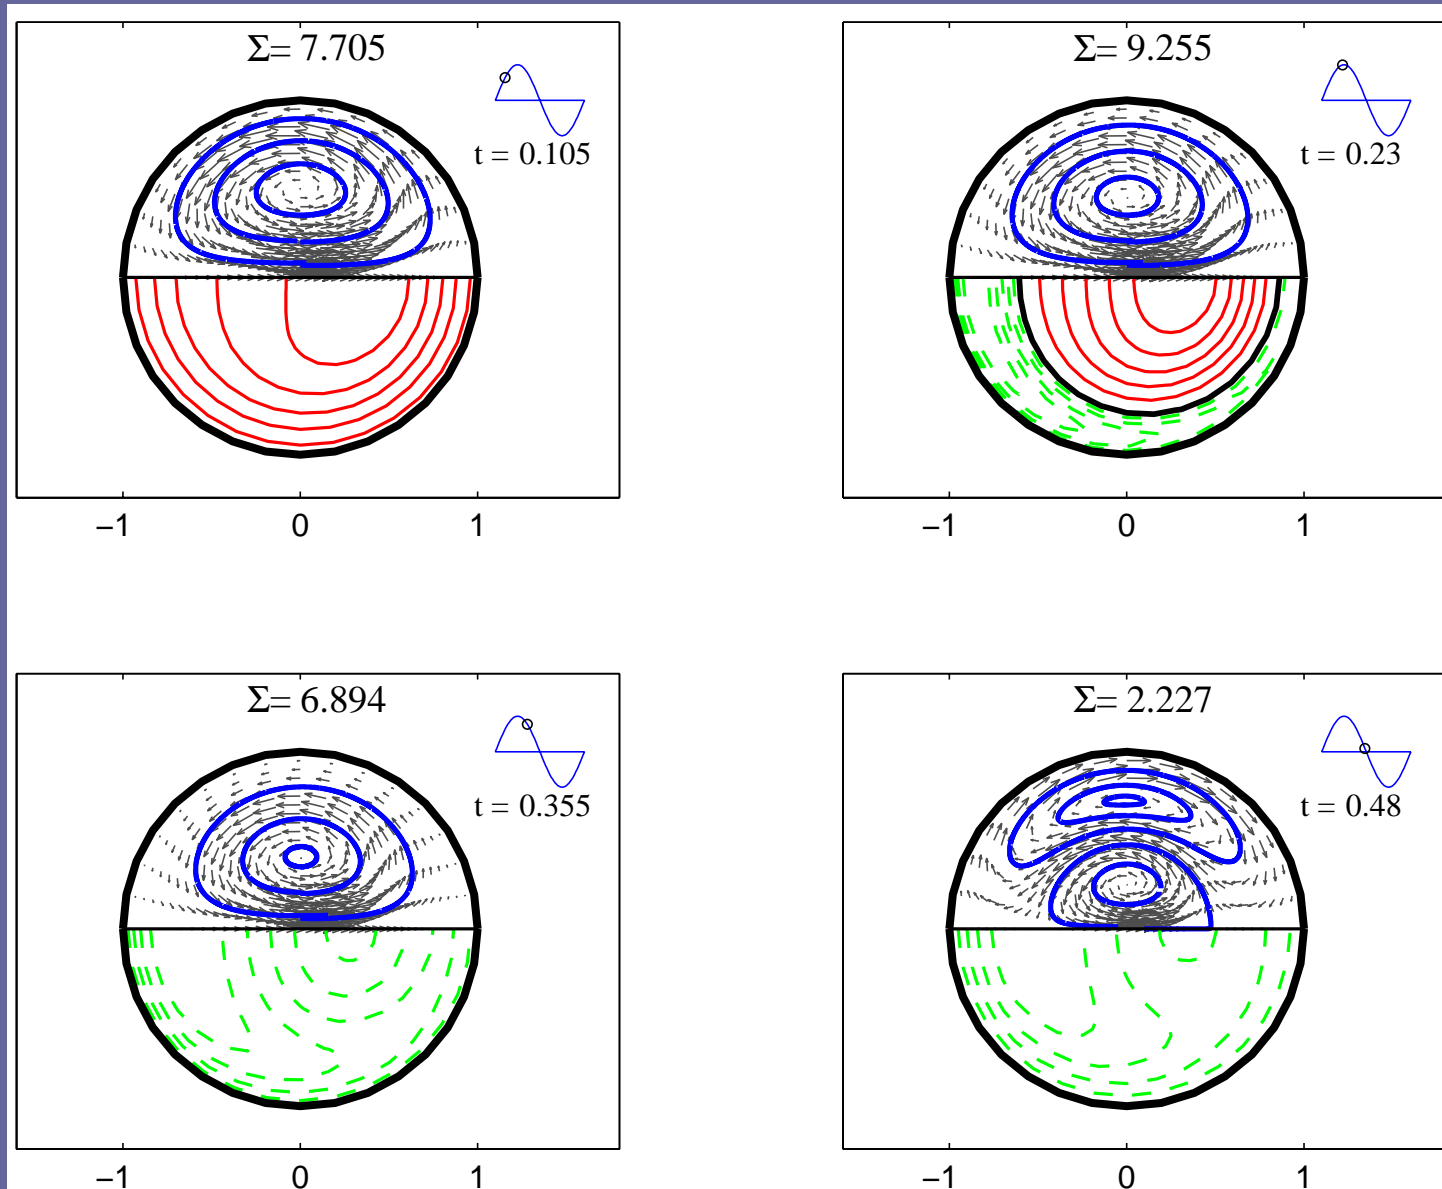 Σ= 7.705
t = 0.105
−1 0 1
Σ= 9.255
t = 0.23
−1 0 1
Σ= 6.894
t = 0.355
−1 0 1
Σ= 2.227
t = 0.48
−1 0 1